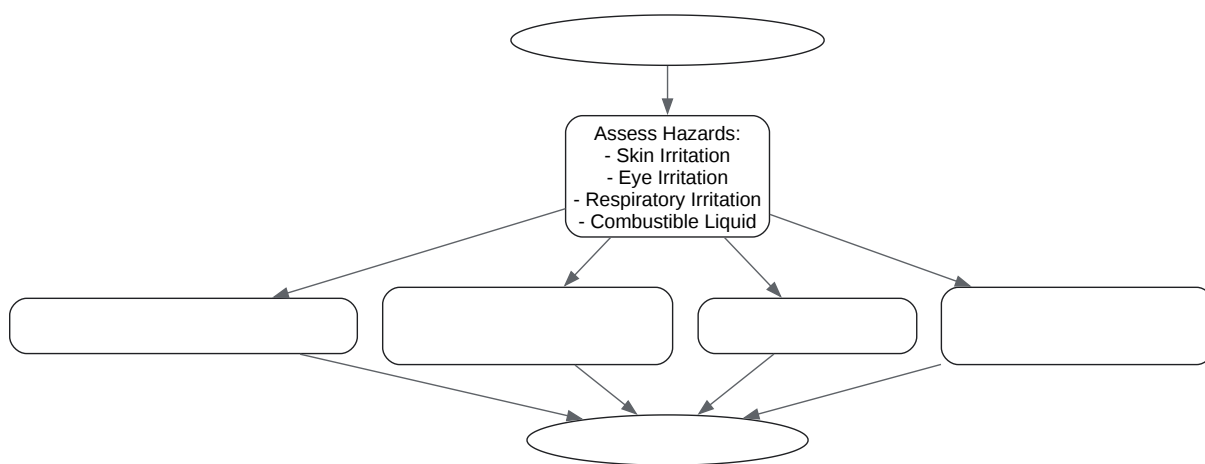 Assess Hazards:
- Skin Irritation
- Eye Irritation
- Respiratory Irritation
- Combustible Liquid